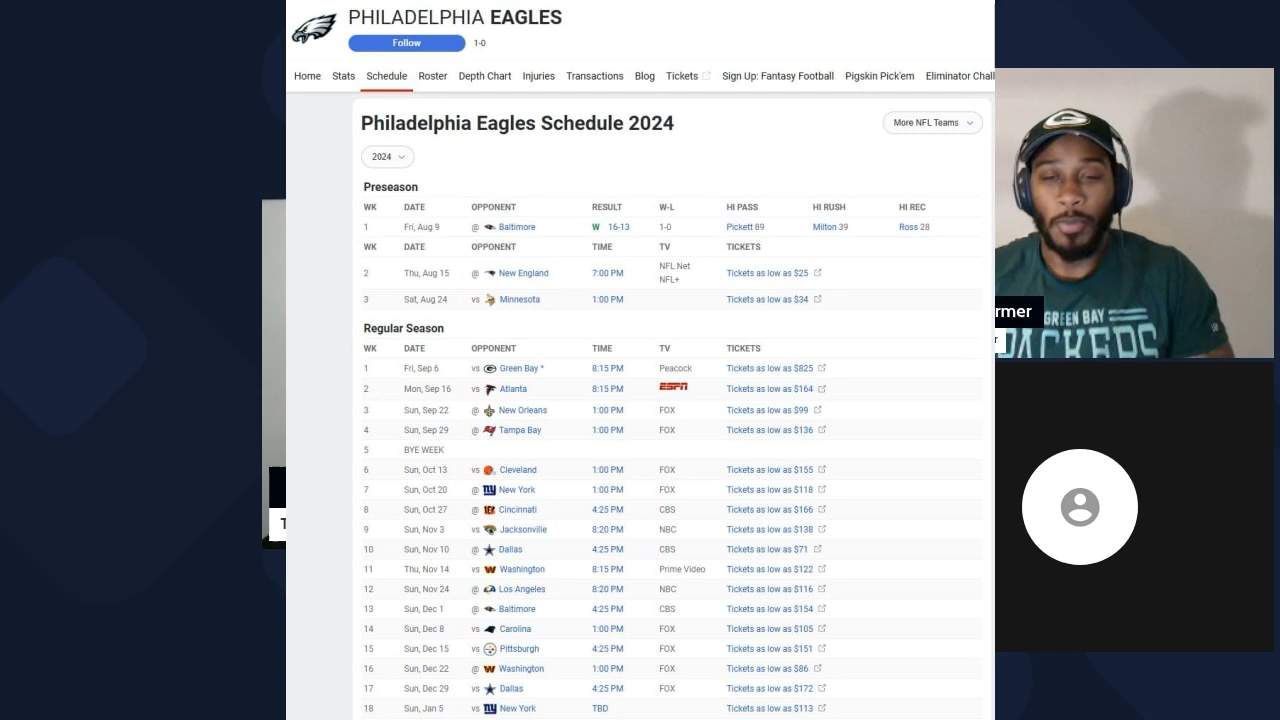 PHILADELPHIA EAGLES
Follow 1-0
Home Stats Schedule Roster Depth Chart Injuries Transactions Blog Tickets Sign Up: Fantasy Football Pigskin Pick'em Eliminator Chall
Philadelphia Eagles Schedule 2024
More NFL Teams
2024
Preseason
WK DATE OPPONENT RESULT W-L HI PASS HI RUSH HI REC
1 Fri, Aug 9 @ Baltimore W 16-13 1-0 Pickett 89 Milton 39 Ross 28
WK DATE OPPONENT TIME TV TICKETS
2 Thu, Aug 15 @ New England 7:00 PM NFL Net NFL+ Tickets as low as $25
3 Sat, Aug 24 vs Minnesota 1:00 PM Tickets as low as $34
Regular Season
WK DATE OPPONENT TIME TV TICKETS
1 Fri, Sep 6 vs Green Bay * 8:15 PM Peacock Tickets as low as $825
2 Mon, Sep 16 vs Atlanta 8:15 PM ESPN Tickets as low as $164
3 Sun, Sep 22 @ New Orleans 1:00 PM FOX Tickets as low as $99
4 Sun, Sep 29 @ Tampa Bay 1:00 PM FOX Tickets as low as $136
5 BYE WEEK
6 Sun, Oct 13 vs Cleveland 1:00 PM FOX Tickets as low as $155
7 Sun, Oct 20 @ New York 1:00 PM FOX Tickets as low as $118
8 Sun, Oct 27 @ Cincinnati 4:25 PM CBS Tickets as low as $166
9 Sun, Nov 3 vs Jacksonville 8:20 PM NBC Tickets as low as $138
10 Sun, Nov 10 @ Dallas 4:25 PM CBS Tickets as low as $71
11 Thu, Nov 14 vs Washington 8:15 PM Prime Video Tickets as low as $122
12 Sun, Nov 24 @ Los Angeles 8:20 PM NBC Tickets as low as $116
13 Sun, Dec 1 @ Baltimore 4:25 PM CBS Tickets as low as $154
14 Sun, Dec 8 vs Carolina 1:00 PM FOX Tickets as low as $105
15 Sun, Dec 15 vs Pittsburgh 4:25 PM FOX Tickets as low as $151
16 Sun, Dec 22 @ Washington 1:00 PM FOX Tickets as low as $86
17 Sun, Dec 29 vs Dallas 4:25 PM FOX Tickets as low as $172
18 Sun, Jan 5 vs New York TBD Tickets as low as $113
G
rmer
r
GREEN BAY
PACKERS
T